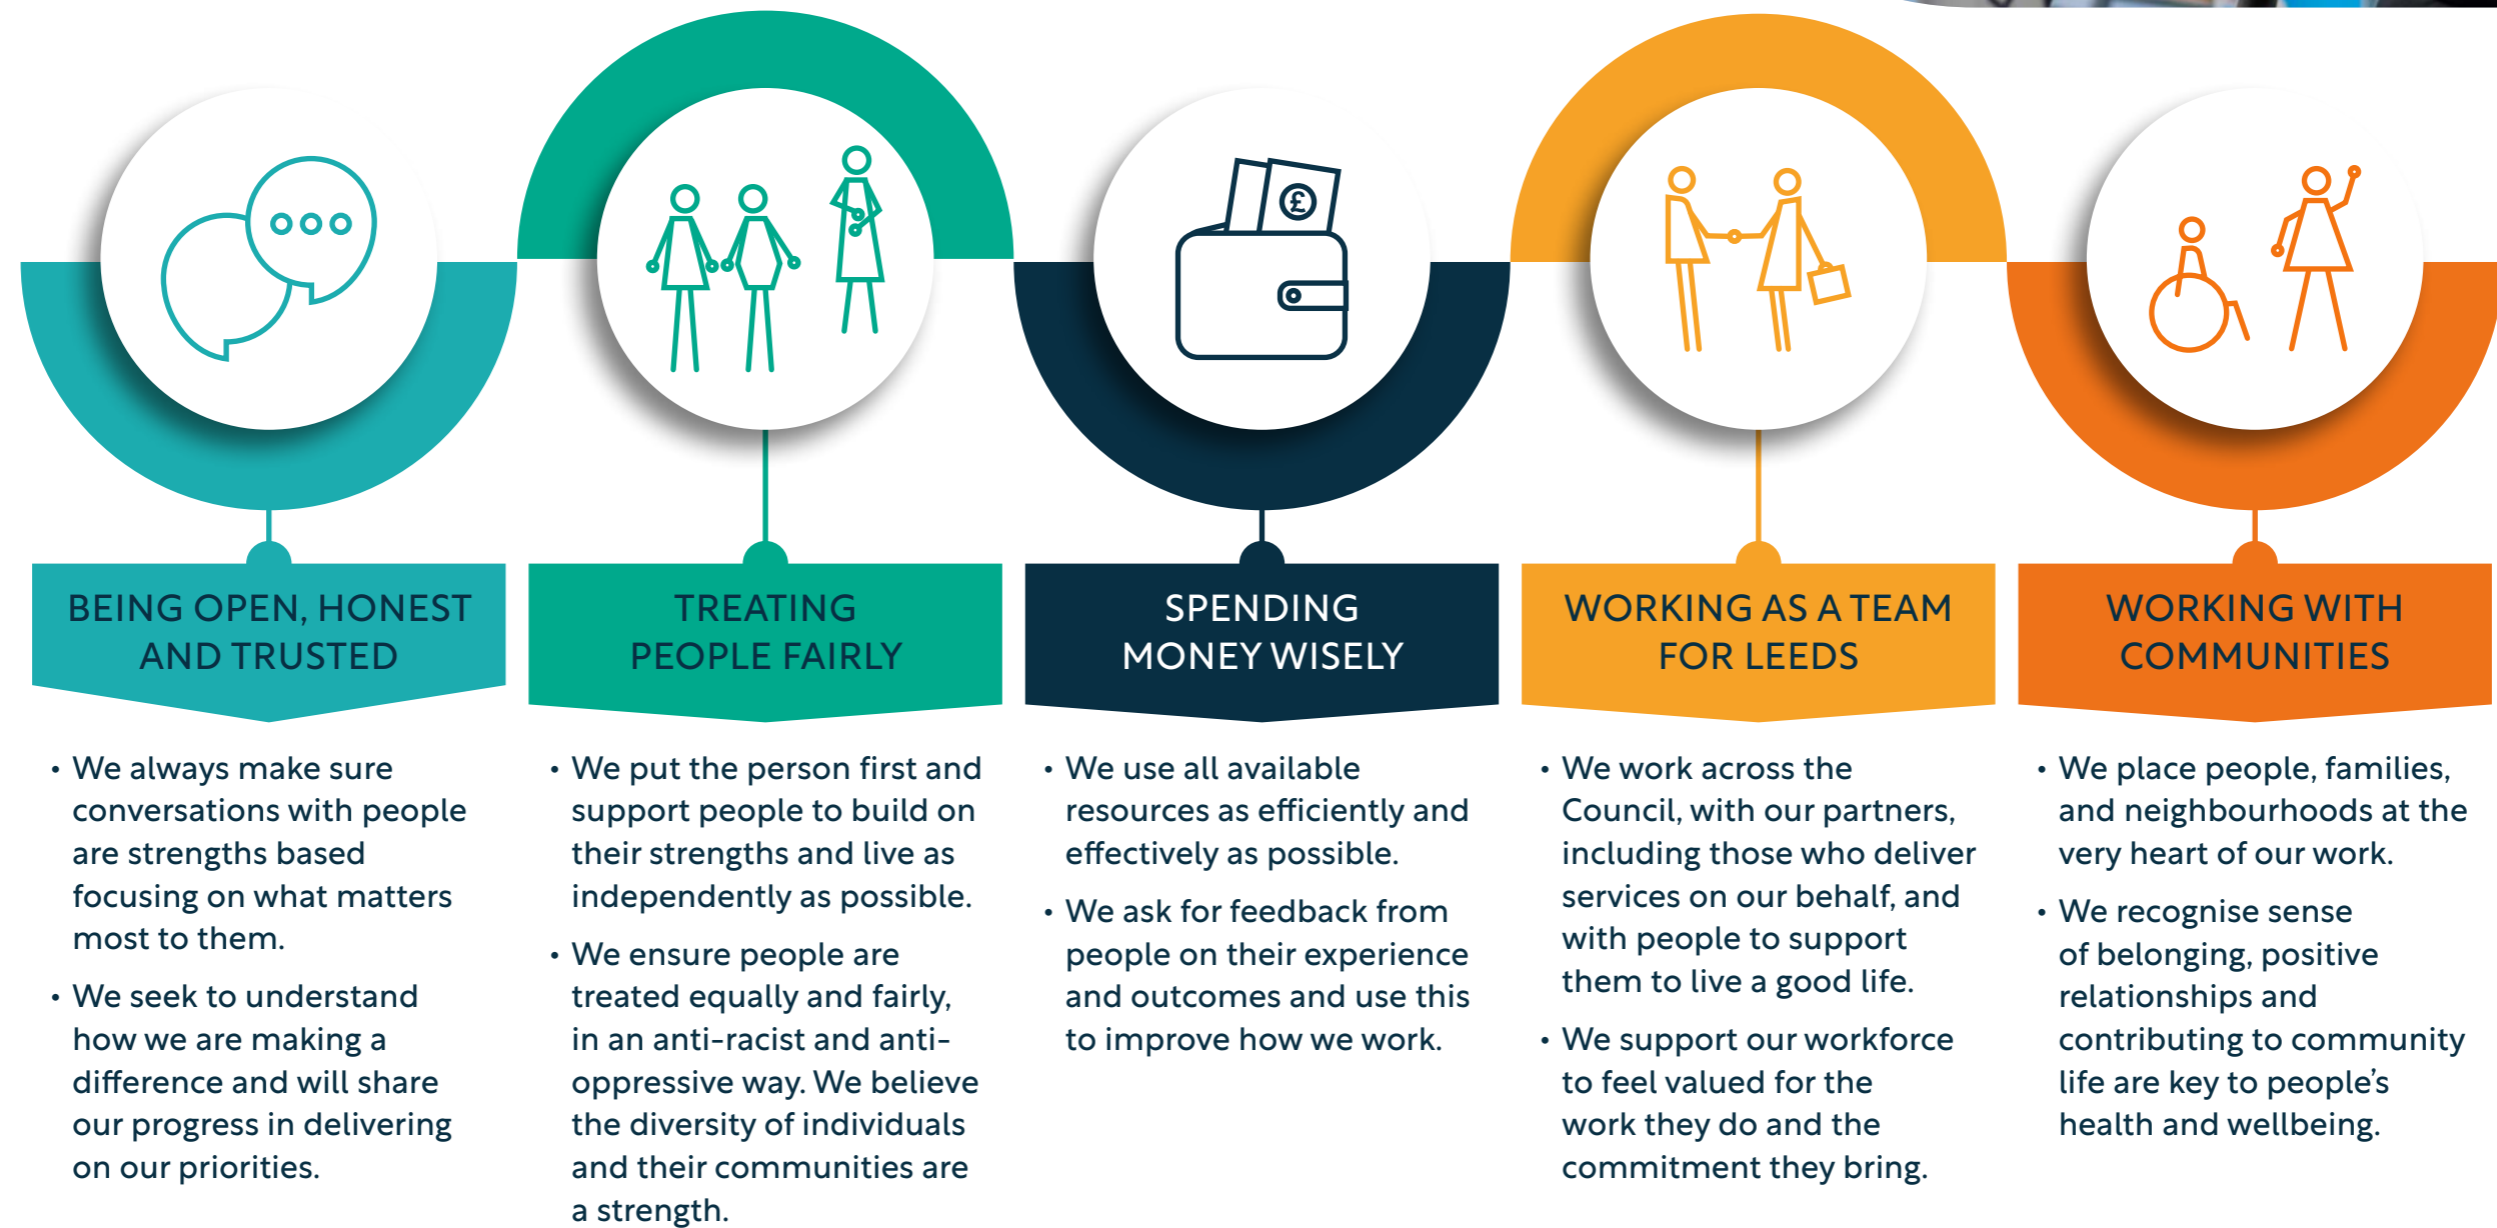 £
BEING OPEN, HONEST
AND TRUSTED
• We always make sure
conversations with people
are strengths based
focusing on what matters
most to them.
• We seek to understand
how we are making a
difference and will share
our progress in delivering
on our priorities.
TREATING
PEOPLE FAIRLY
• We put the person first and
support people to build on
their strengths and live as
independently as possible.
• We ensure people are
treated equally and fairly,
in an anti-racist and anti-
oppressive way. We believe
the diversity of individuals
and their communities are
a strength.
SPENDING
MONEY WISELY
• We use all available
resources as efficiently and
effectively as possible.
• We ask for feedback from
people on their experience
and outcomes and use this
to improve how we work.
WORKING AS A TEAM
FOR LEEDS
• We work across the
Council, with our partners,
including those who deliver
services on our behalf, and
with people to support
them to live a good life.
• We support our workforce
to feel valued for the
work they do and the
commitment they bring.
WORKING WITH
COMMUNITIES
• We place people, families,
and neighbourhoods at the
very heart of our work.
• We recognise sense
of belonging, positive
relationships and
contributing to community
life are key to people’s
health and wellbeing.